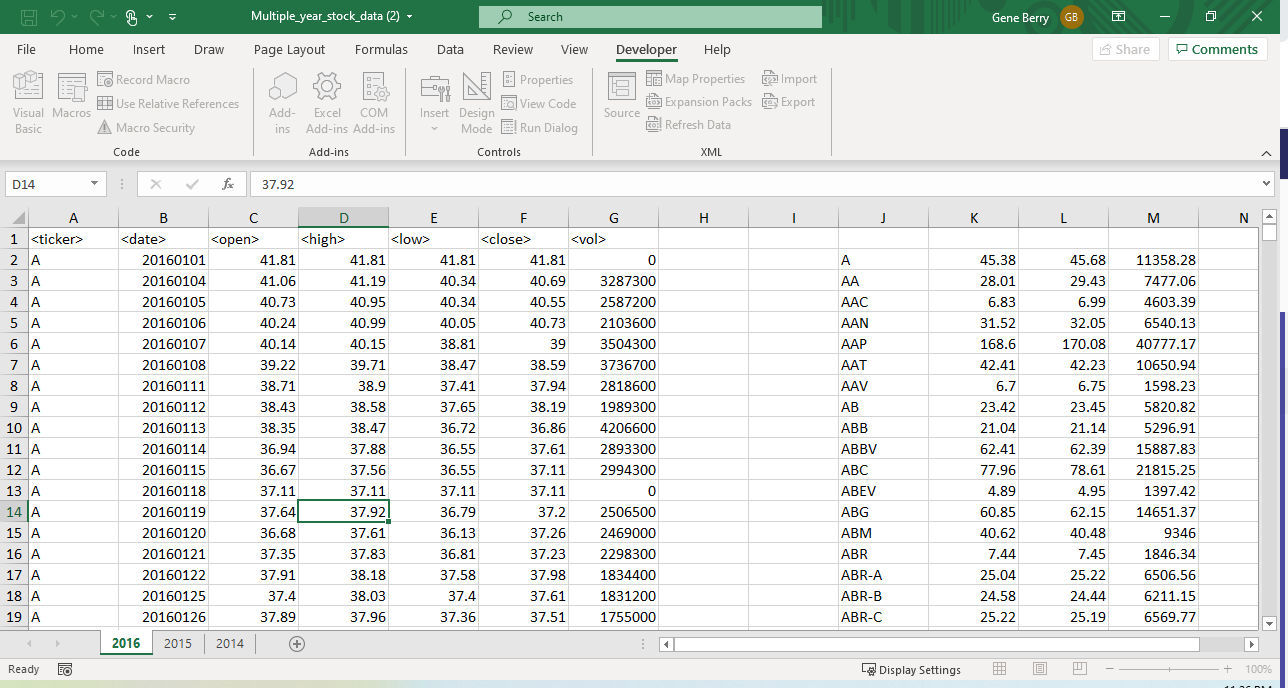 Multiple_year_stock_data (2)
Search
Gene Berry GB
File Home Insert Draw Page Layout Formulas Data Review View Developer Help Share Comments
Visual Basic Macros Record Macro Use Relative References Macro Security
Add-ins Excel Add-ins COM Add-ins
Insert Design Mode Properties View Code Run Dialog
Source Map Properties Expansion Packs Refresh Data Import Export
Code Add-ins Controls XML
D14 fx 37.92
A B C D E F G H I J K L M N
1 <ticker> <date> <open> <high> <low> <close> <vol>
2 A 20160101 41.81 41.81 41.81 41.81 0 A 45.38 45.68 11358.28
3 A 20160104 41.06 41.19 40.34 40.69 3287300 AA 28.01 29.43 7477.06
4 A 20160105 40.73 40.95 40.34 40.55 2587200 AAC 6.83 6.99 4603.39
5 A 20160106 40.24 40.99 40.05 40.73 2103600 AAN 31.52 32.05 6540.13
6 A 20160107 40.14 40.15 38.81 39 3504300 AAP 168.6 170.08 40777.17
7 A 20160108 39.22 39.71 38.47 38.59 3736700 AAT 42.41 42.23 10650.94
8 A 20160111 38.71 38.9 37.41 37.94 2818600 AAV 6.7 6.75 1598.23
9 A 20160112 38.43 38.58 37.65 38.19 1989300 AB 23.42 23.45 5820.82
10 A 20160113 38.35 38.47 36.72 36.86 4206600 ABB 21.04 21.14 5296.91
11 A 20160114 36.94 37.88 36.55 37.61 2893300 ABBV 62.41 62.39 15887.83
12 A 20160115 36.67 37.56 36.55 37.11 2994300 ABC 77.96 78.61 21815.25
13 A 20160118 37.11 37.11 37.11 37.11 0 ABEV 4.89 4.95 1397.42
14 A 20160119 37.64 37.92 36.79 37.2 2506500 ABG 60.85 62.15 14651.37
15 A 20160120 36.68 37.61 36.13 37.26 2469000 ABM 40.62 40.48 9346
16 A 20160121 37.35 37.83 36.81 37.23 2298300 ABR 7.44 7.45 1846.34
17 A 20160122 37.91 38.18 37.58 37.98 1834400 ABR-A 25.04 25.22 6506.56
18 A 20160125 37.4 38.03 37.4 37.61 1831200 ABR-B 24.58 24.44 6211.15
19 A 20160126 37.89 37.96 37.36 37.51 1755000 ABR-C 25.22 25.19 6569.77
2016 2015 2014
Ready Display Settings 100%